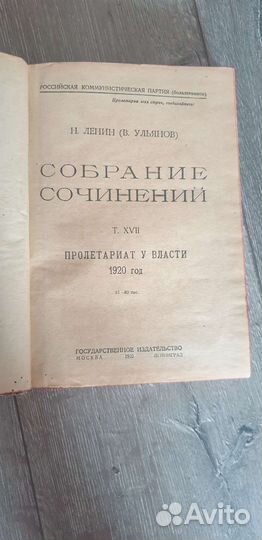 РОССИЙСКАЯ КОММУНИСТИЧЕСКАЯ ПАРТИЯ (большевиков)
Пролетарии всех стран, соединяйтесь!
Н. ЛЕНИН (В. УЛЬЯНОВ)
СОБРАНИЕ
СОЧИНЕНИЙ
Т. XVII
ПРОЛЕТАРИАТ У ВЛАСТИ
1920 год
ГОСУДАРСТВЕННОЕ ИЗДАТЕЛЬСТВО
МОСКВА ЛЕНИНГРАД
Avito